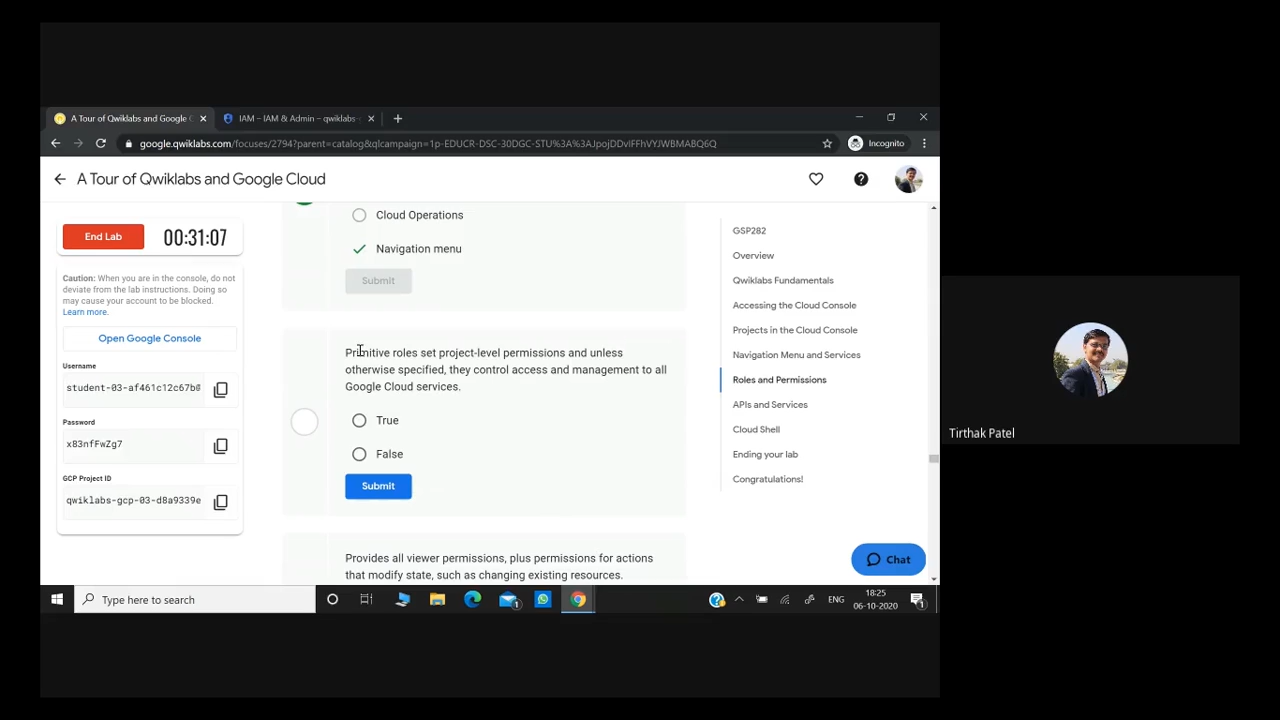 A Tour of Qwiklabs and Google C
IAM – IAM & Admin – qwiklabs-
google.qwiklabs.com/focuses/2794?parent=catalog&qlcampaign=1p-EDUCR-DSC-30DGC-STU%3A%3AJpojDDvIFFhVYJWBMABQ6Q
Incognito
A Tour of Qwiklabs and Google Cloud
End Lab
00:31:07
Caution: When you are in the console, do not
deviate from the lab instructions. Doing so
may cause your account to be blocked.
Learn more.
Open Google Console
Username
student-03-af461c12c67b0
Password
x83nfFwZg7
GCP Project ID
qwiklabs-gcp-03-d8a9339e
Cloud Operations
Navigation menu
Submit
Primitive roles set project-level permissions and unless
otherwise specified, they control access and management to all
Google Cloud services.
True
False
Submit
Provides all viewer permissions, plus permissions for actions
that modify state, such as changing existing resources.
GSP282
Overview
Qwiklabs Fundamentals
Accessing the Cloud Console
Projects in the Cloud Console
Navigation Menu and Services
Roles and Permissions
APIs and Services
Cloud Shell
Ending your lab
Congratulations!
Chat
Type here to search
ENG
18:25
06-10-2020
Tirthak Patel